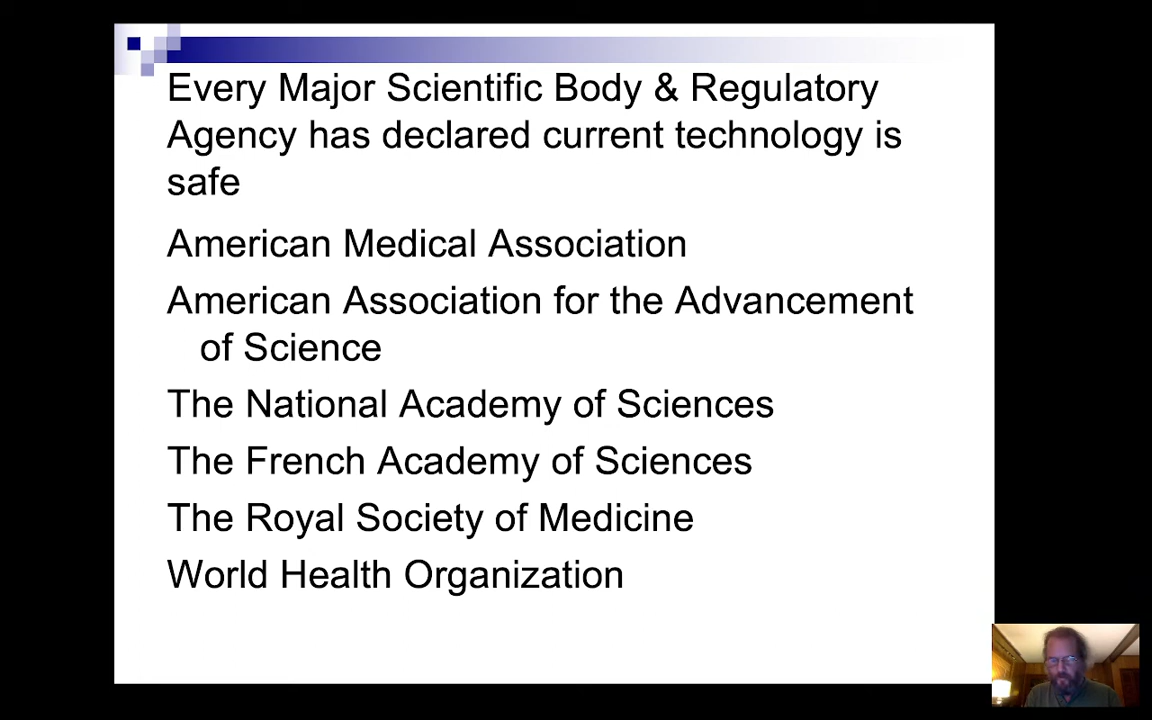 Every Major Scientific Body & Regulatory
Agency has declared current technology is
safe
American Medical Association
American Association for the Advancement
of Science
The National Academy of Sciences
The French Academy of Sciences
The Royal Society of Medicine
World Health Organization